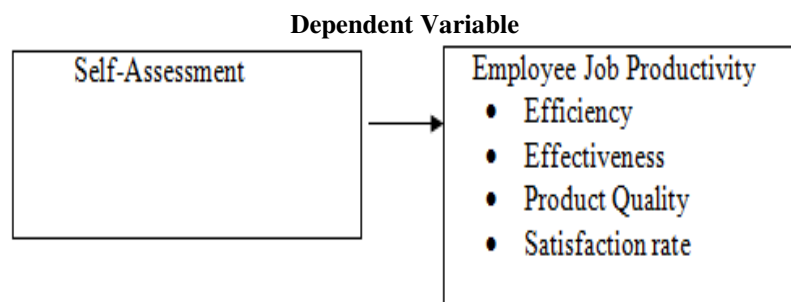 Dependent Variable
Self-Assessment
Employee Job Productivity
• Efficiency
• Effectiveness
• Product Quality
• Satisfaction rate